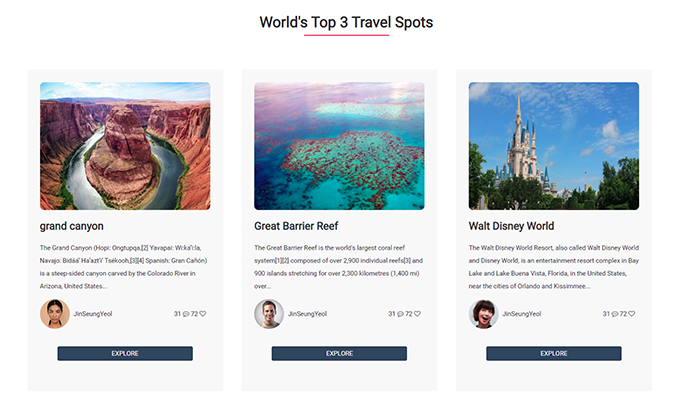 World's Top 3 Travel Spots
grand canyon
The Grand Canyon (Hopi: Öngtupqa,[2] Yavapai: Wi:kaʼi:la,
Navajo: Bidááʼ Haʼaztʼiʼ Tsékooh,[3][4] Spanish: Gran Cañón)
is a steep-sided canyon carved by the Colorado River in
Arizona, United States...
JinSeungYeol 31 72
EXPLORE
Great Barrier Reef
The Great Barrier Reef is the world's largest coral reef
system[1][2] composed of over 2,900 individual reefs[3] and
900 islands stretching for over 2,300 kilometres (1,400 mi)
over...
JinSeungYeol 31 72
EXPLORE
Walt Disney World
The Walt Disney World Resort, also called Walt Disney World
and Disney World, is an entertainment resort complex in Bay
Lake and Lake Buena Vista, Florida, in the United States,
near the cities of Orlando and Kissimmee...
JinSeungYeol 31 72
EXPLORE